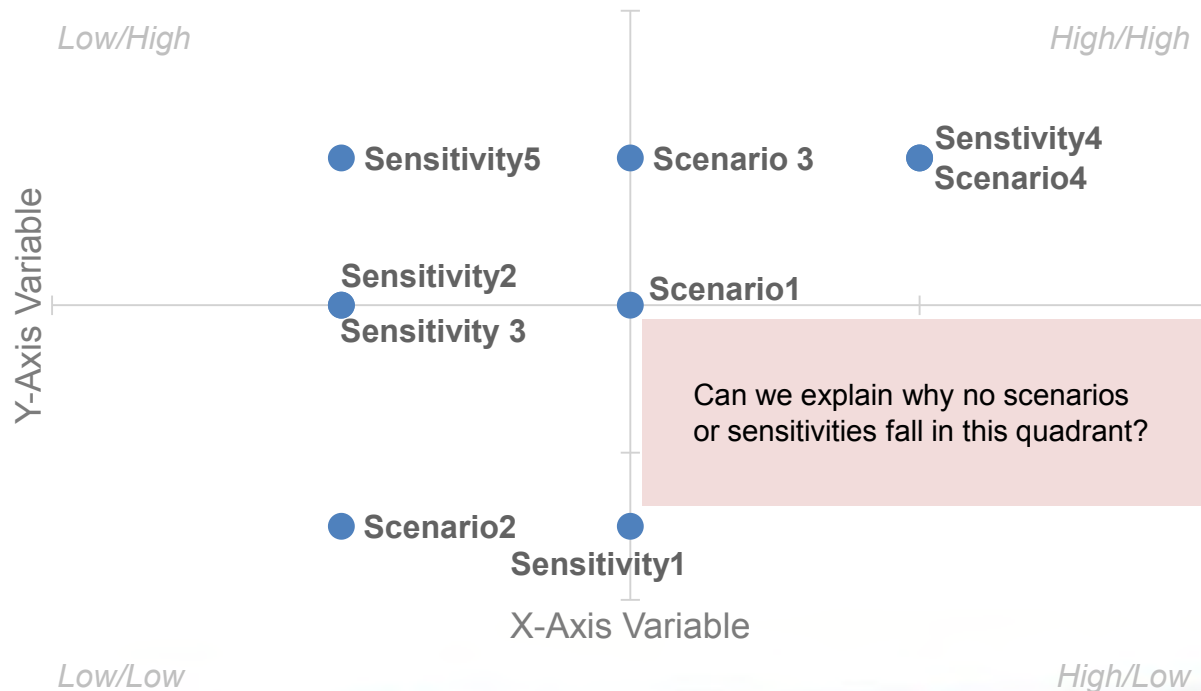 Low/High
High/High
Senstivity4
Scenario4
Sensitivity5
Scenario 3
Y-Axis Variable
Sensitivity2
Sensitivity 3
Scenario1
Can we explain why no scenarios
or sensitivities fall in this quadrant?
Scenario2
Sensitivity1
X-Axis Variable
Low/Low
High/Low